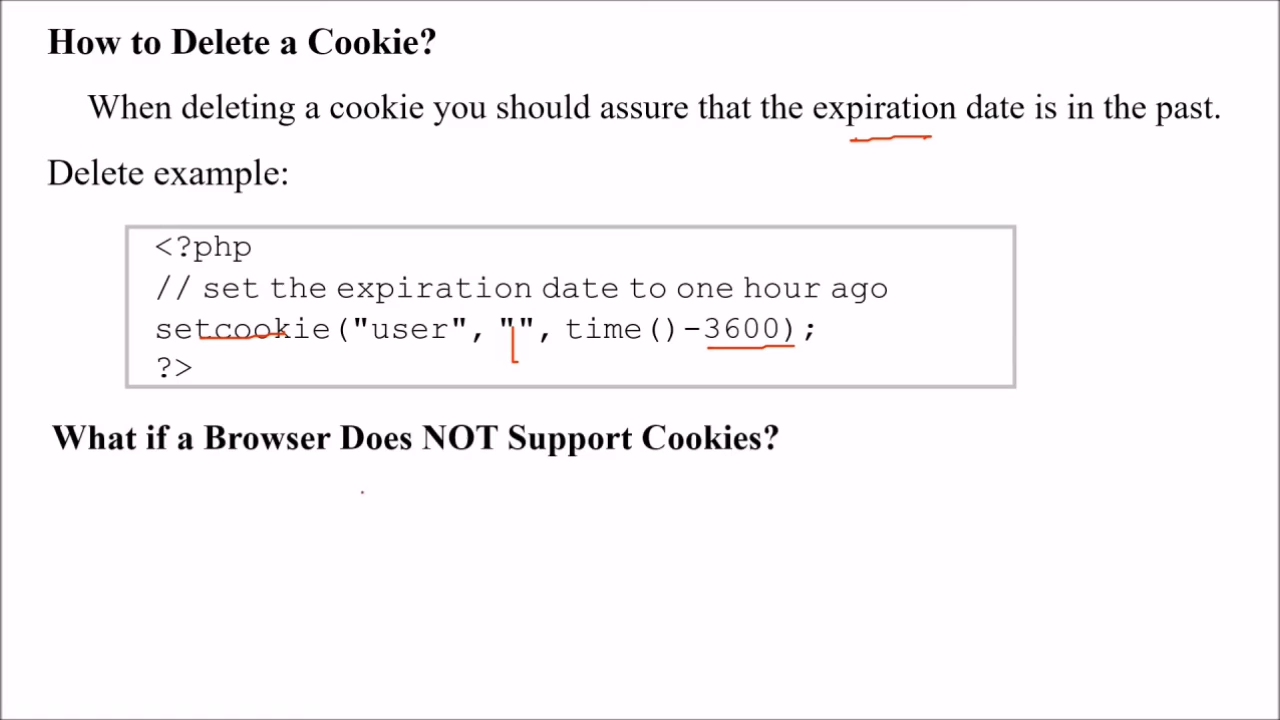 How to Delete a Cookie?
When deleting a cookie you should assure that the expiration date is in the past.
Delete example:
<?php
// set the expiration date to one hour ago
setcookie("user", "", time()-3600);
?>
What if a Browser Does NOT Support Cookies?